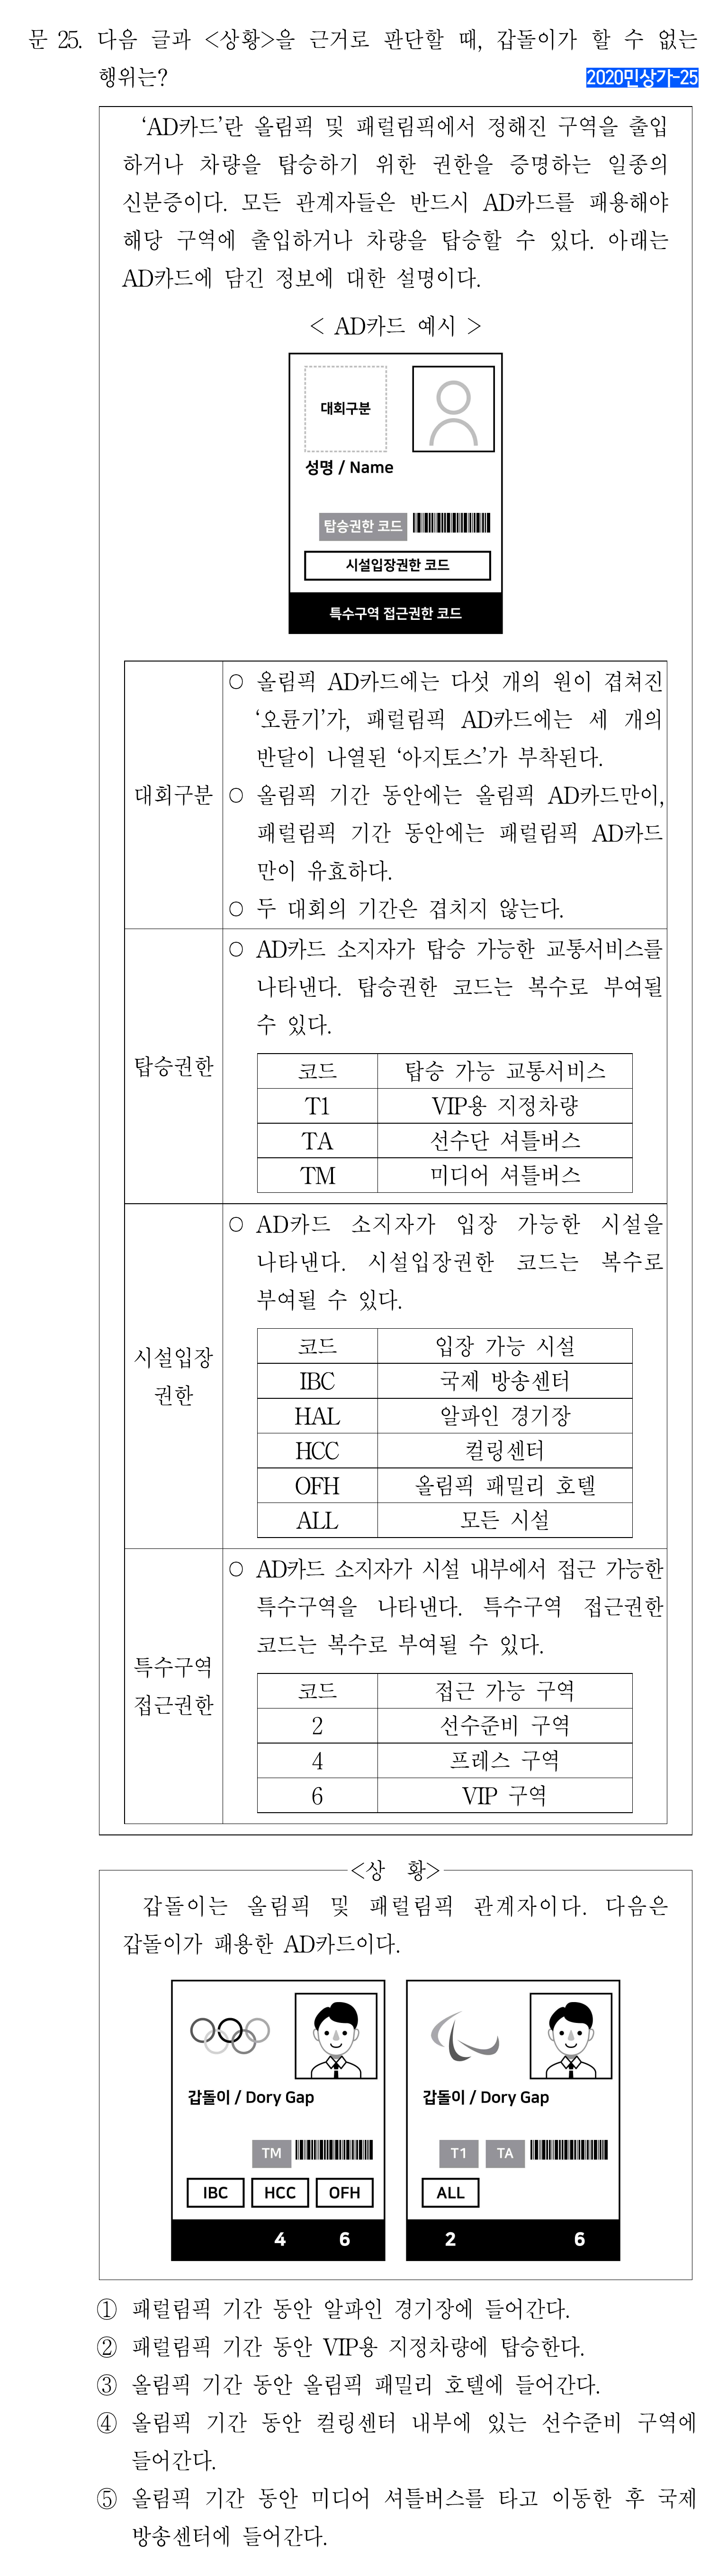 문 25. 다음 글과 <상황>을 근거로 판단할 때, 갑돌이가 할 수 없는
행위는?
2020민상가-25
‘AD카드’란 올림픽 및 패럴림픽에서 정해진 구역을 출입
하거나 차량을 탑승하기 위한 권한을 증명하는 일종의
신분증이다. 모든 관계자들은 반드시 AD카드를 패용해야
해당 구역에 출입하거나 차량을 탑승할 수 있다. 아래는
AD카드에 담긴 정보에 대한 설명이다.
< AD카드 예시 >
대회구분
성명 / Name
탑승권한 코드
시설입장권한 코드
특수구역 접근권한 코드
대회구분
○ 올림픽 AD카드에는 다섯 개의 원이 겹쳐진
‘오륜기’가, 패럴림픽 AD카드에는 세 개의
반달이 나열된 ‘아지토스’가 부착된다.
○ 올림픽 기간 동안에는 올림픽 AD카드만이,
패럴림픽 기간 동안에는 패럴림픽 AD카드
만이 유효하다.
○ 두 대회의 기간은 겹치지 않는다.
탑승권한
○ AD카드 소지자가 탑승 가능한 교통서비스를
나타낸다. 탑승권한 코드는 복수로 부여될
수 있다.
코드 탑승 가능 교통서비스
T1 VIP용 지정차량
TA 선수단 셔틀버스
TM 미디어 셔틀버스
시설입장
권한
○ AD카드 소지자가 입장 가능한 시설을
나타낸다. 시설입장권한 코드는 복수로
부여될 수 있다.
코드 입장 가능 시설
IBC 국제 방송센터
HAL 알파인 경기장
HCC 컬링센터
OFH 올림픽 패밀리 호텔
ALL 모든 시설
특수구역
접근권한
○ AD카드 소지자가 시설 내부에서 접근 가능한
특수구역을 나타낸다. 특수구역 접근권한
코드는 복수로 부여될 수 있다.
코드 접근 가능 구역
2 선수준비 구역
4 프레스 구역
6 VIP 구역
<상 황>
갑돌이는 올림픽 및 패럴림픽 관계자이다. 다음은
갑돌이가 패용한 AD카드이다.
갑돌이 / Dory Gap
TM
IBC HCC OFH
4 6
갑돌이 / Dory Gap
T1 TA
ALL
2 6
① 패럴림픽 기간 동안 알파인 경기장에 들어간다.
② 패럴림픽 기간 동안 VIP용 지정차량에 탑승한다.
③ 올림픽 기간 동안 올림픽 패밀리 호텔에 들어간다.
④ 올림픽 기간 동안 컬링센터 내부에 있는 선수준비 구역에
들어간다.
⑤ 올림픽 기간 동안 미디어 셔틀버스를 타고 이동한 후 국제
방송센터에 들어간다.